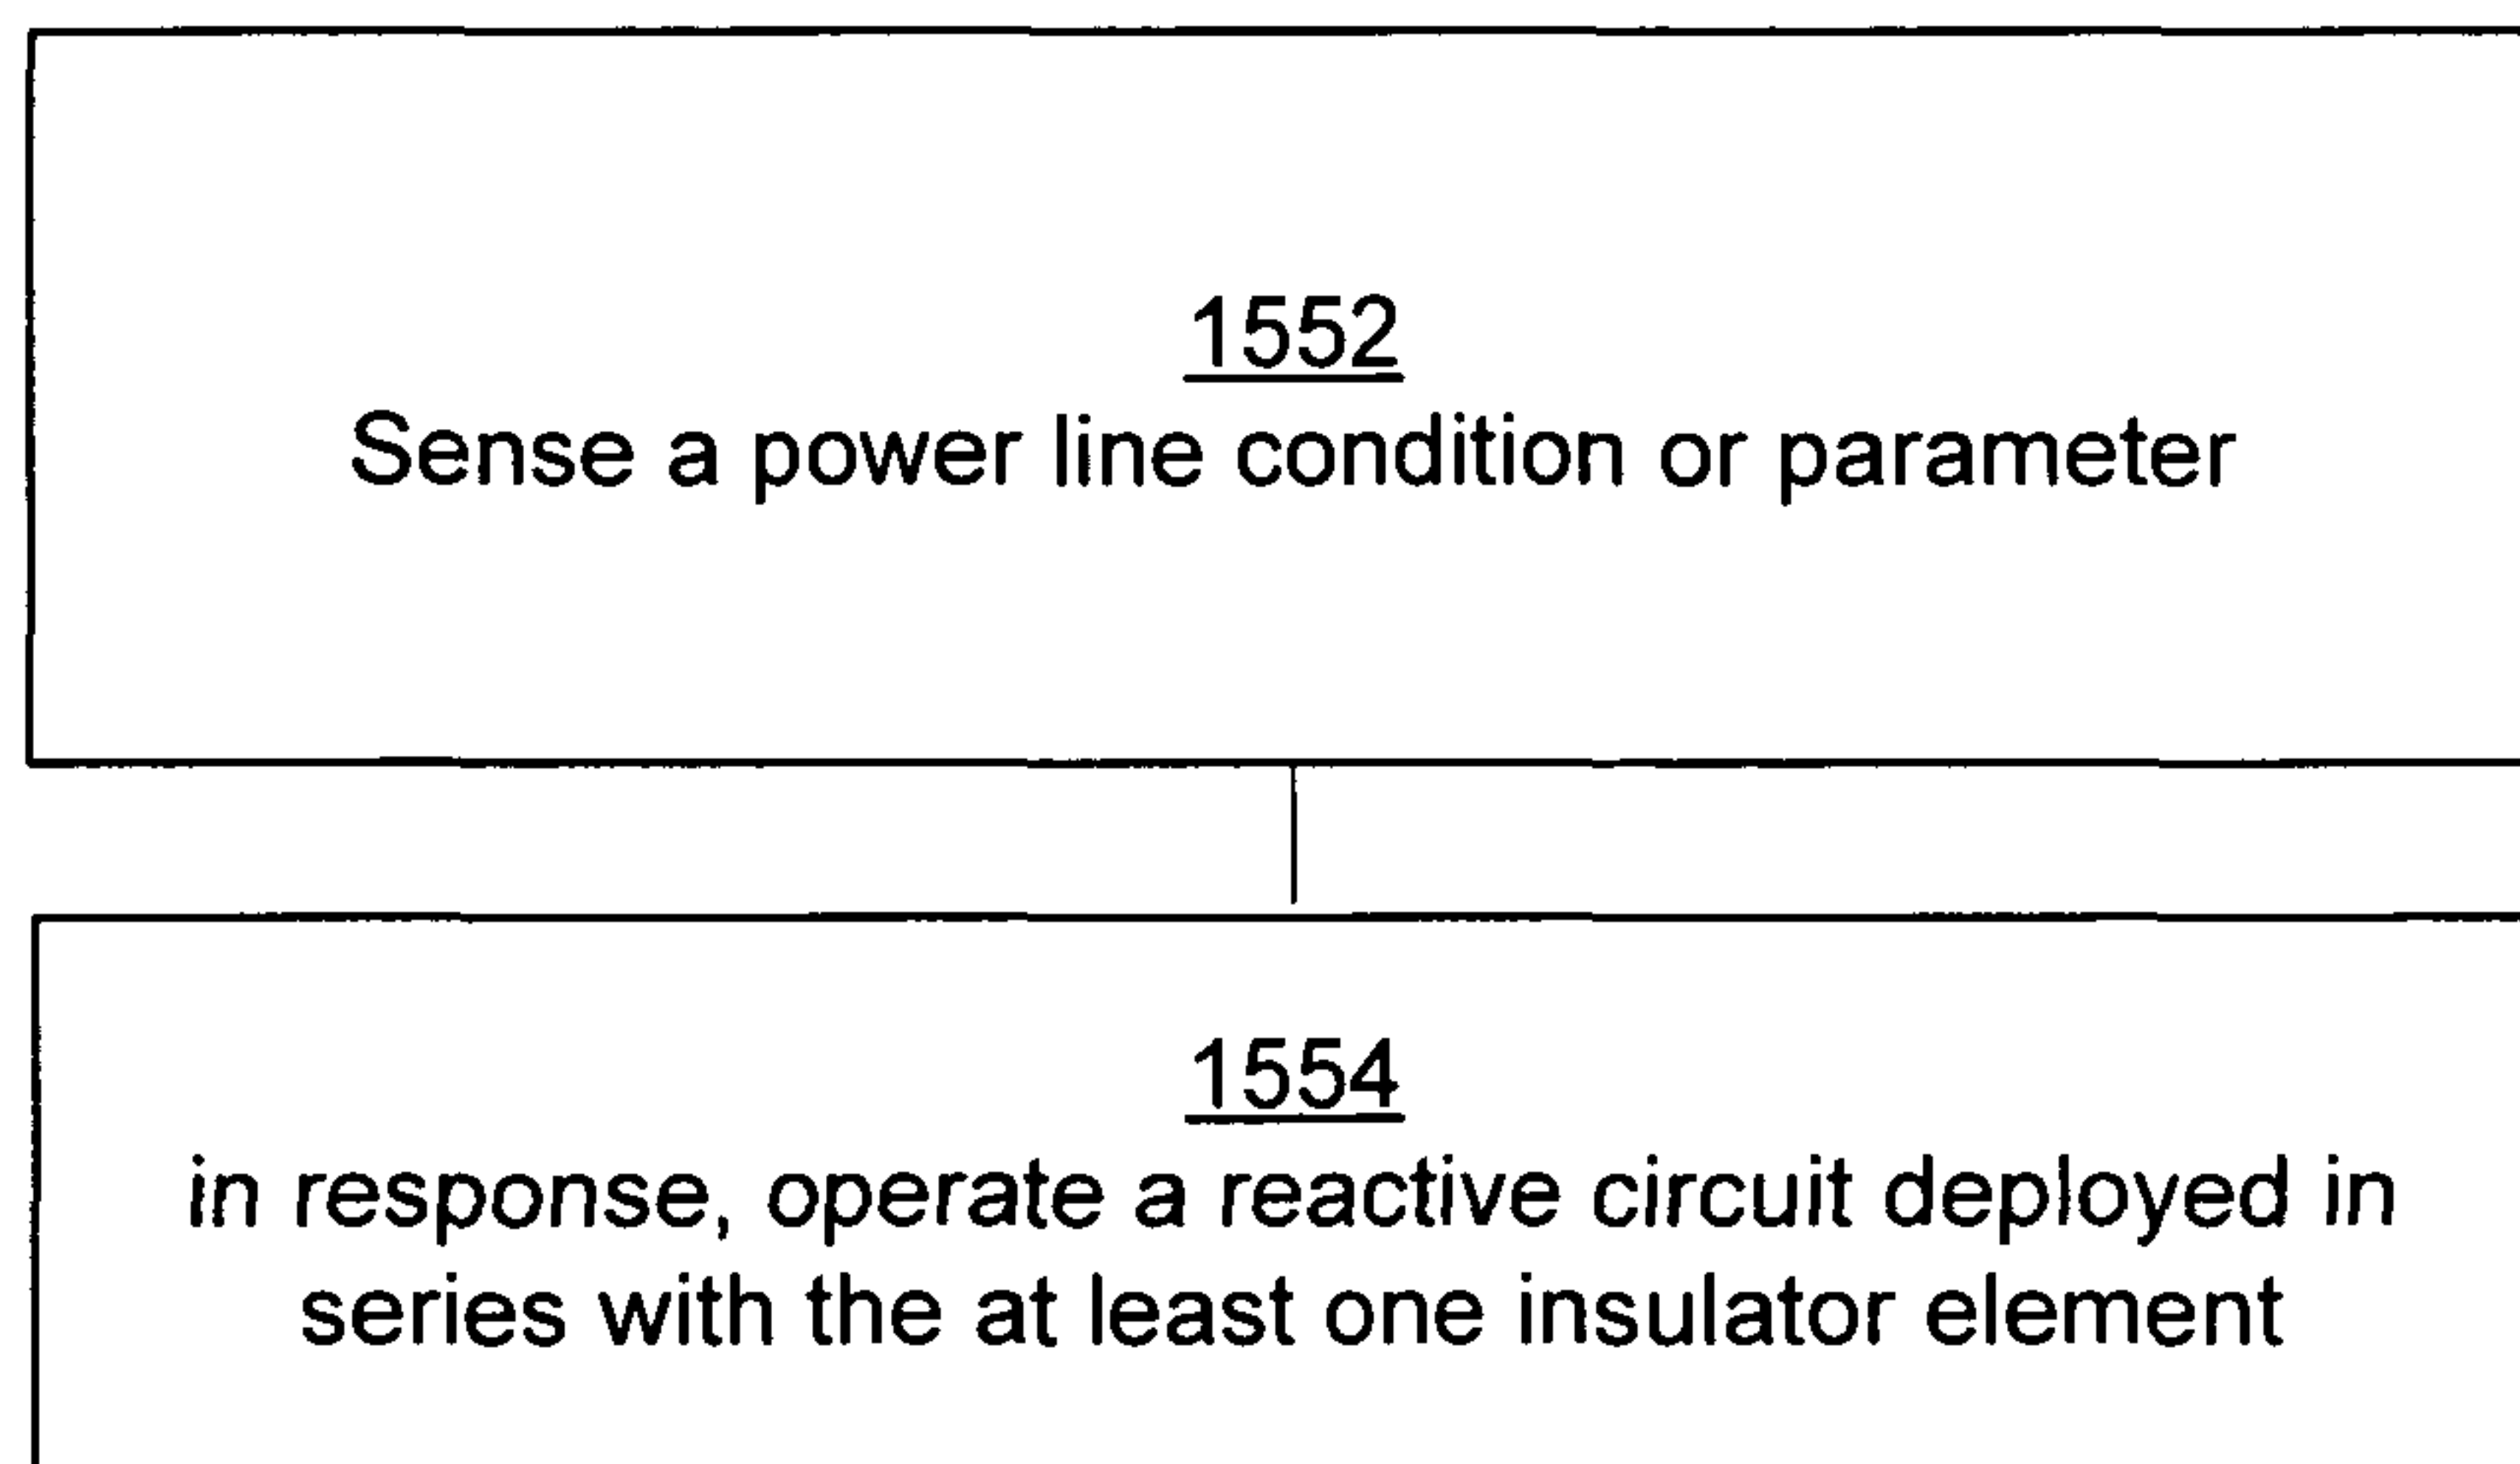 1552
Sense a power line condition or parameter
1554
in response, operate a reactive circuit deployed in
series with the at least one insulator element